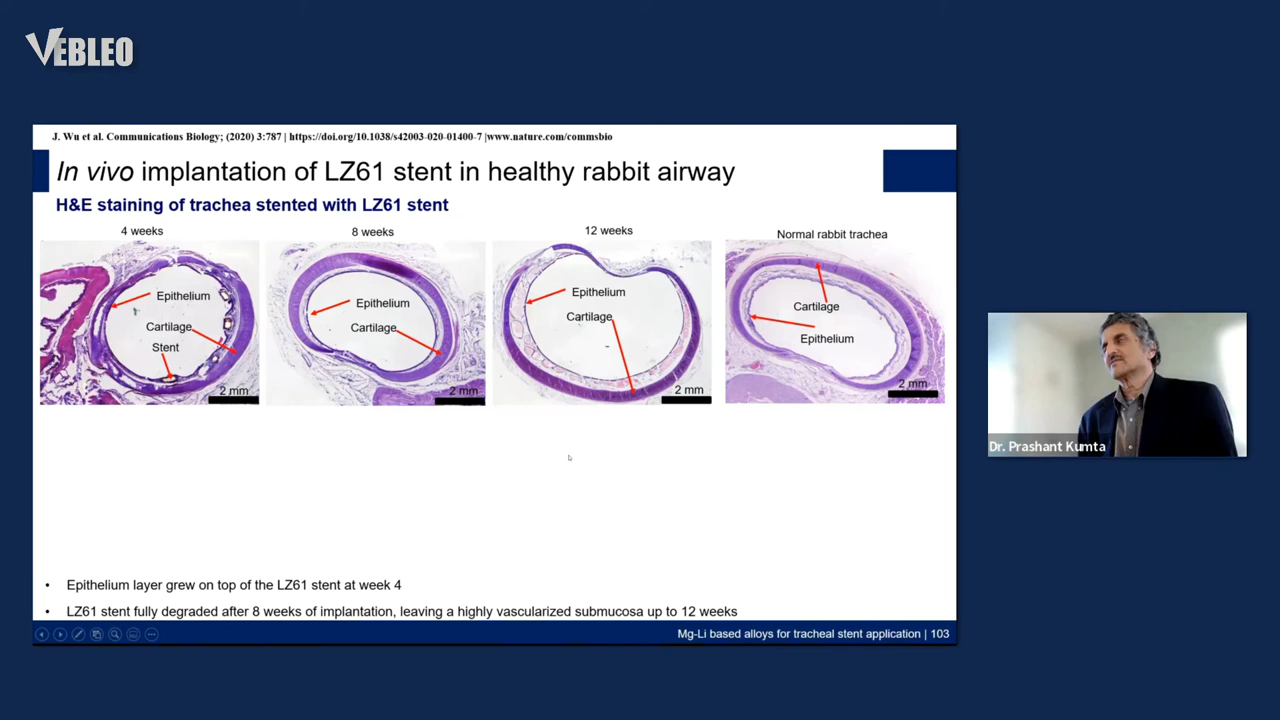 VEBLEO
J. Wu et al. Communications Biology; (2020) 3:787 | https://doi.org/10.1038/s42003-020-01400-7 |www.nature.com/commsbio
In vivo implantation of LZ61 stent in healthy rabbit airway
H&E staining of trachea stented with LZ61 stent
4 weeks
8 weeks
12 weeks
Normal rabbit trachea
Epithelium
Cartilage
Stent
2 mm
Epithelium
Cartilage
2 mm
Epithelium
Cartilage
2 mm
Cartilage
Epithelium
2 mm
Dr. Prashant Kumta
• Epithelium layer grew on top of the LZ61 stent at week 4
• LZ61 stent fully degraded after 8 weeks of implantation, leaving a highly vascularized submucosa up to 12 weeks
Mg-Li based alloys for tracheal stent application | 103